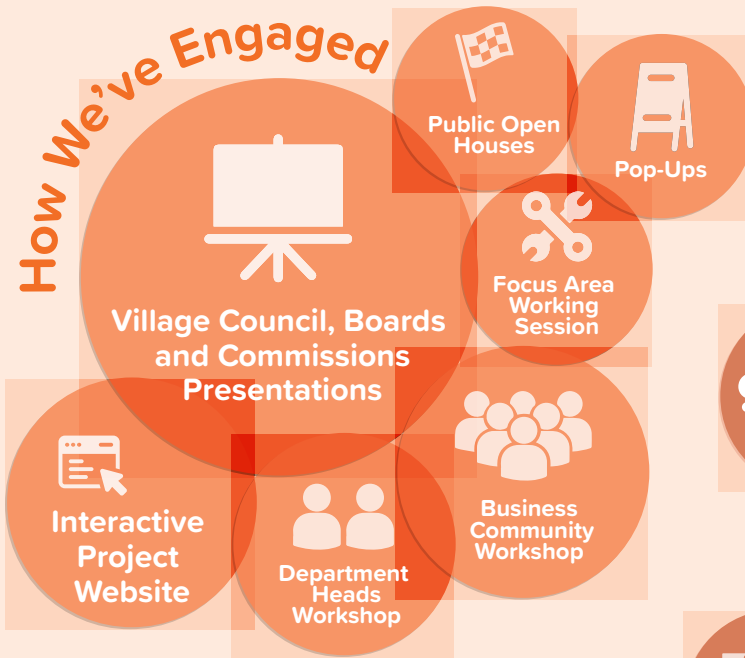 How We've Engaged
Public Open
Houses
Pop-Ups
Village Council, Boards
and Commissions
Presentations
Focus Area
Working
Session
Interactive
Project
Website
Department
Heads
Workshop
Business
Community
Workshop